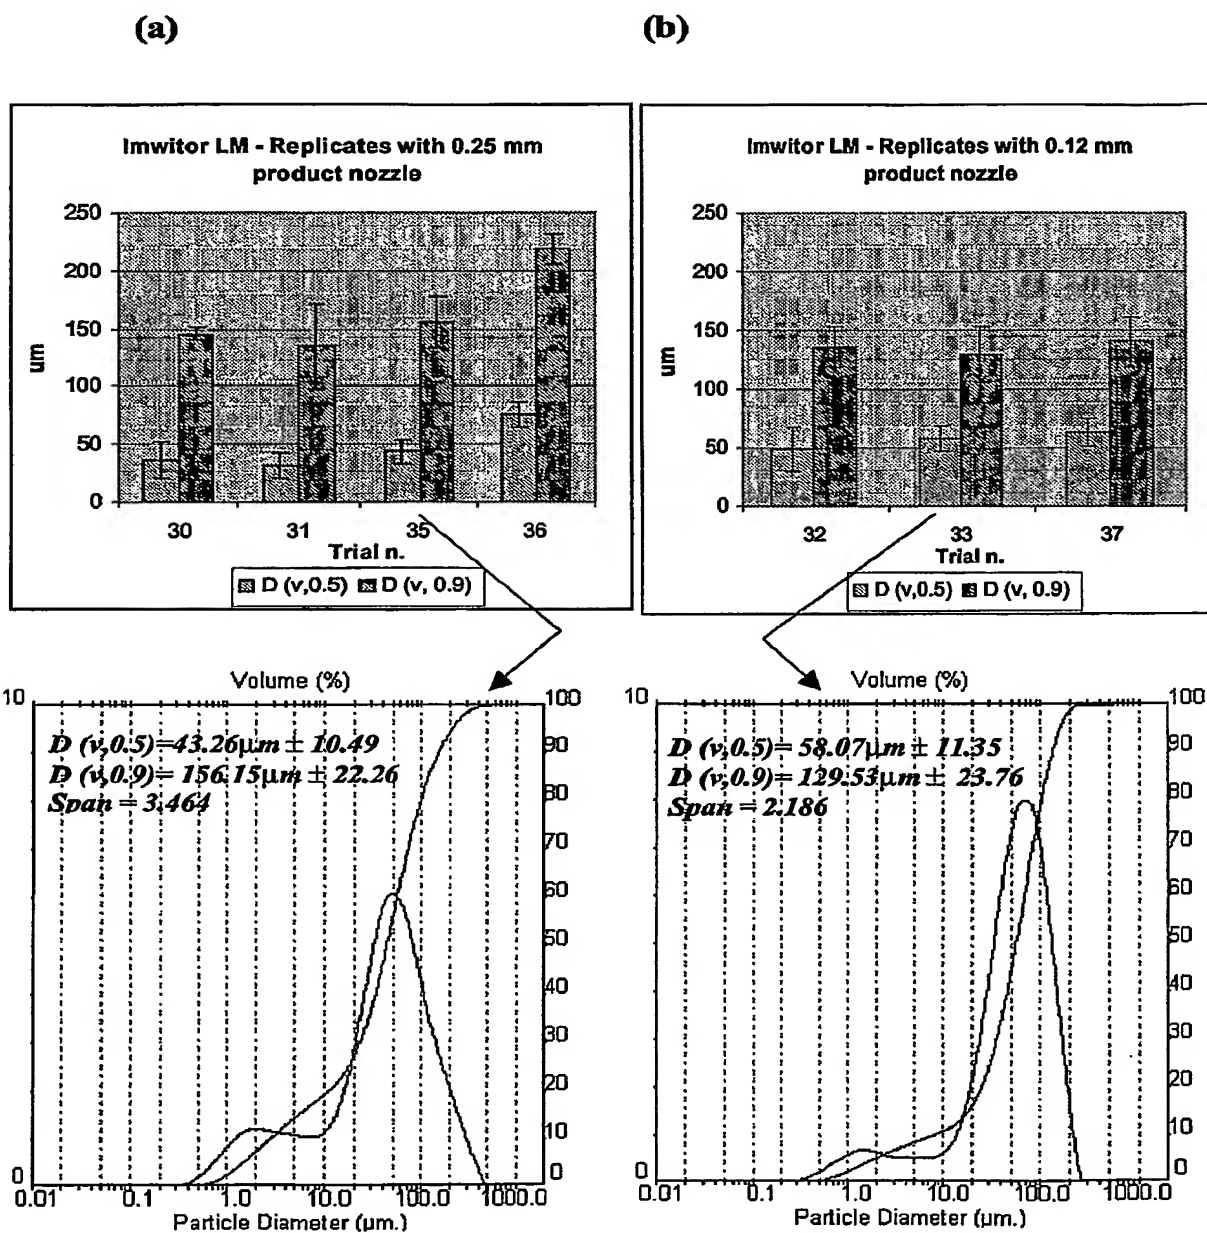 (a)
(b)
Imwitor LM - Replicates with 0.25 mm
product nozzle
250
200
150
100
50
0
um
30 31 35 36
Trial n.
D (v,0.5) D (v, 0.9)
Imwitor LM - Replicates with 0.12 mm
product nozzle
250
200
150
100
50
0
um
32 33 37
Trial n.
D (v,0.5) D (v, 0.9)
Volume (%)
10
100
D (v,0.5)=43.26μm ± 10.49
D (v,0.9)= 156.15μm ± 22.26
Span = 3.464
90
80
70
60
50
40
30
20
10
0
0
0.01 0.1 1.0 10.0 100.0 1000.0
Particle Diameter (μm.)
Volume (%)
10
100
D (v,0.5)= 58.07μm ± 11.35
D (v,0.9)= 129.53μm ± 23.76
Span = 2.186
90
80
70
60
50
40
30
20
10
0
0
0.01 0.1 1.0 10.0 100.0 1000.0
Particle Diameter (μm.)